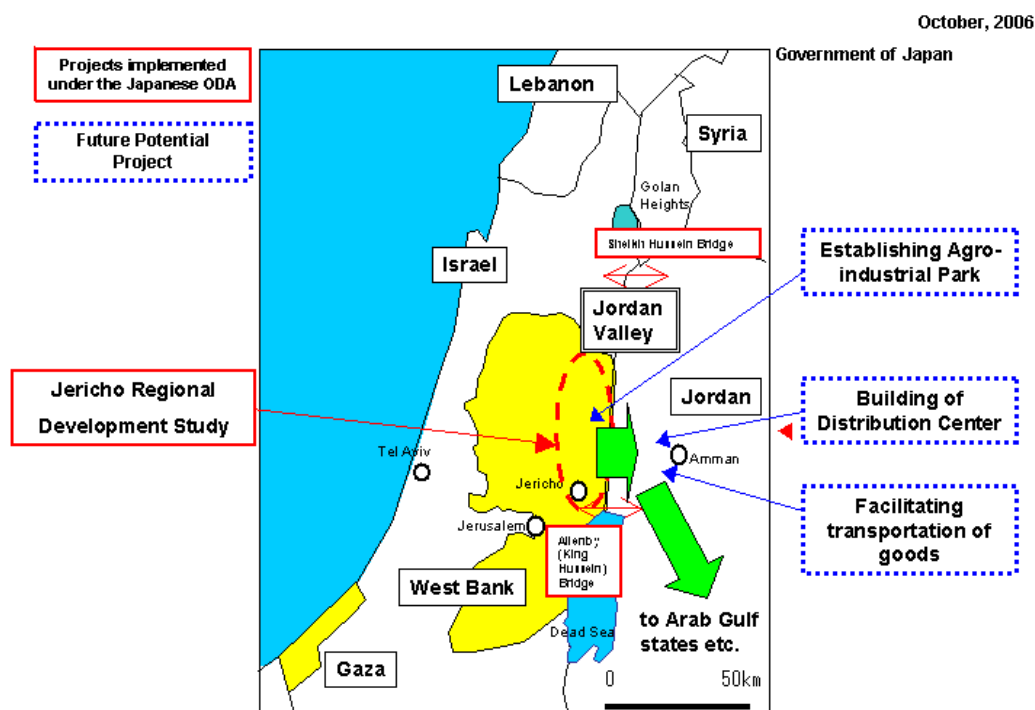 October, 2006
Government of Japan
Projects implemented
under the Japanese ODA
Future Potential
Project
Lebanon
Syria
Golan
Heights
Sheikh Hussein Bridge
Israel
Establishing Agro-
industrial Park
Jordan
Valley
Jericho Regional
Development Study
Jordan
Building of
Distribution Center
Tel Aviv
Amman
Jericho
Facilitating
transportation of
goods
Jerusalem
(King
Hussein)
Bridge
West Bank
to Arab Gulf
states etc.
Dead Sea
Gaza
0 50km